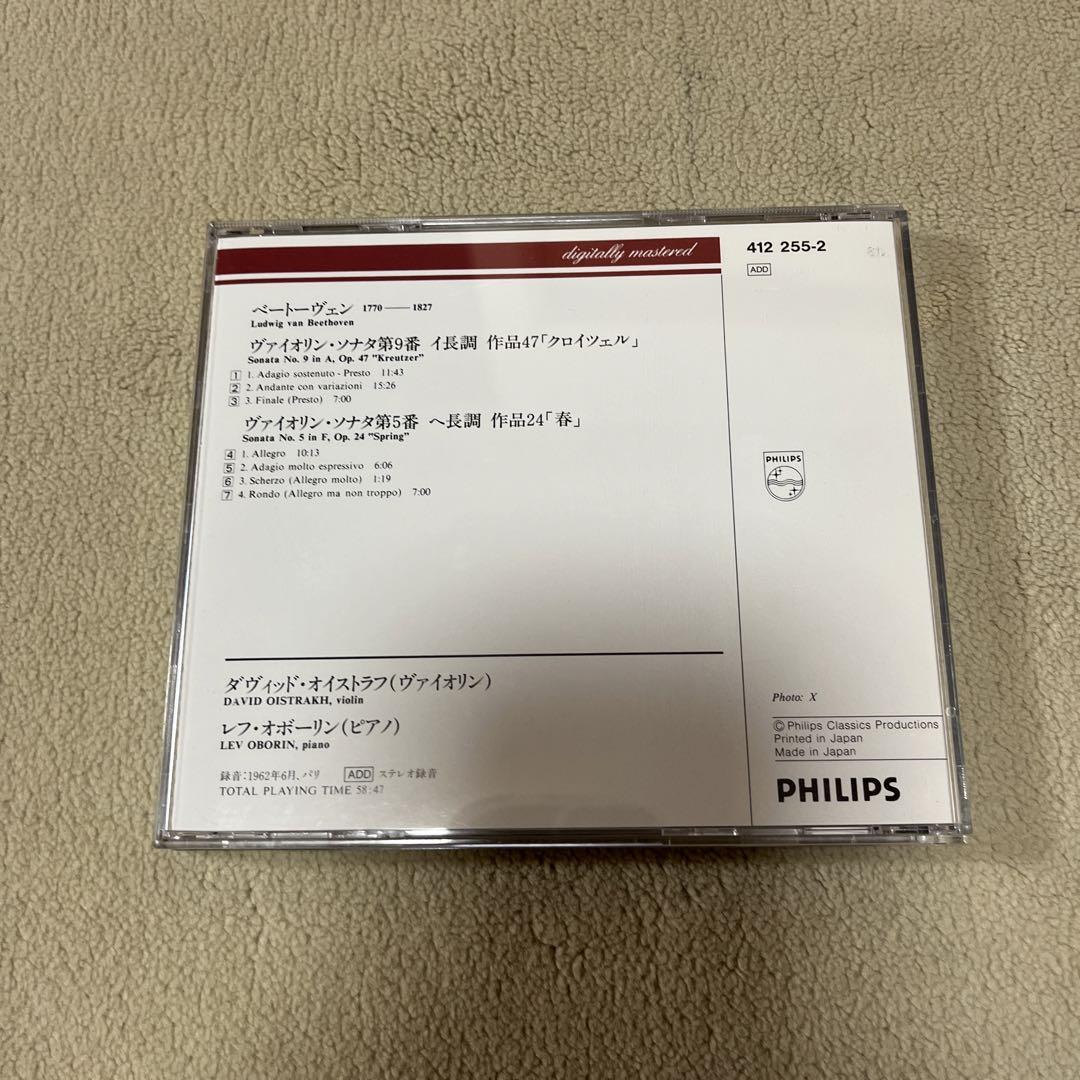 digitally mastered
412 255-2
ADD
ベートーヴェン 1770——1827
Ludwig van Beethoven
ヴァイオリン・ソナタ第9番 イ長調 作品47「クロイツェル」
Sonata No. 9 in A, Op. 47 "Kreutzer"
1 1. Adagio sostenuto - Presto 11:43
2 2. Andante con variazioni 15:26
3 3. Finale (Presto) 7:00
ヴァイオリン・ソナタ第5番 ヘ長調 作品24「春」
Sonata No. 5 in F, Op. 24 "Spring"
4 1. Allegro 10:13
5 2. Adagio molto espressivo 6:06
6 3. Scherzo (Allegro molto) 1:19
7 4. Rondo (Allegro ma non troppo) 7:00
PHILIPS
ダヴィッド・オイストラフ(ヴァイオリン)
DAVID OISTRAKH, violin
レフ・オボーリン(ピアノ)
LEV OBORIN, piano
録音:1962年6月、パリ ADD ステレオ録音
TOTAL PLAYING TIME 58:47
Photo: X
© Philips Classics Productions
Printed in Japan
Made in Japan
PHILIPS